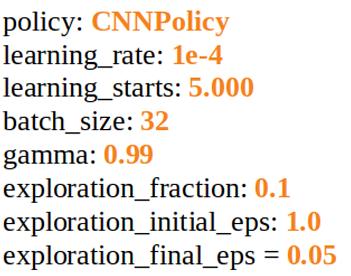 policy: CNNPolicy
learning_rate: 1e-4
learning_starts: 5.000
batch_size: 32
gamma: 0.99
exploration_fraction: 0.1
exploration_initial_eps: 1.0
exploration_final_eps = 0.05